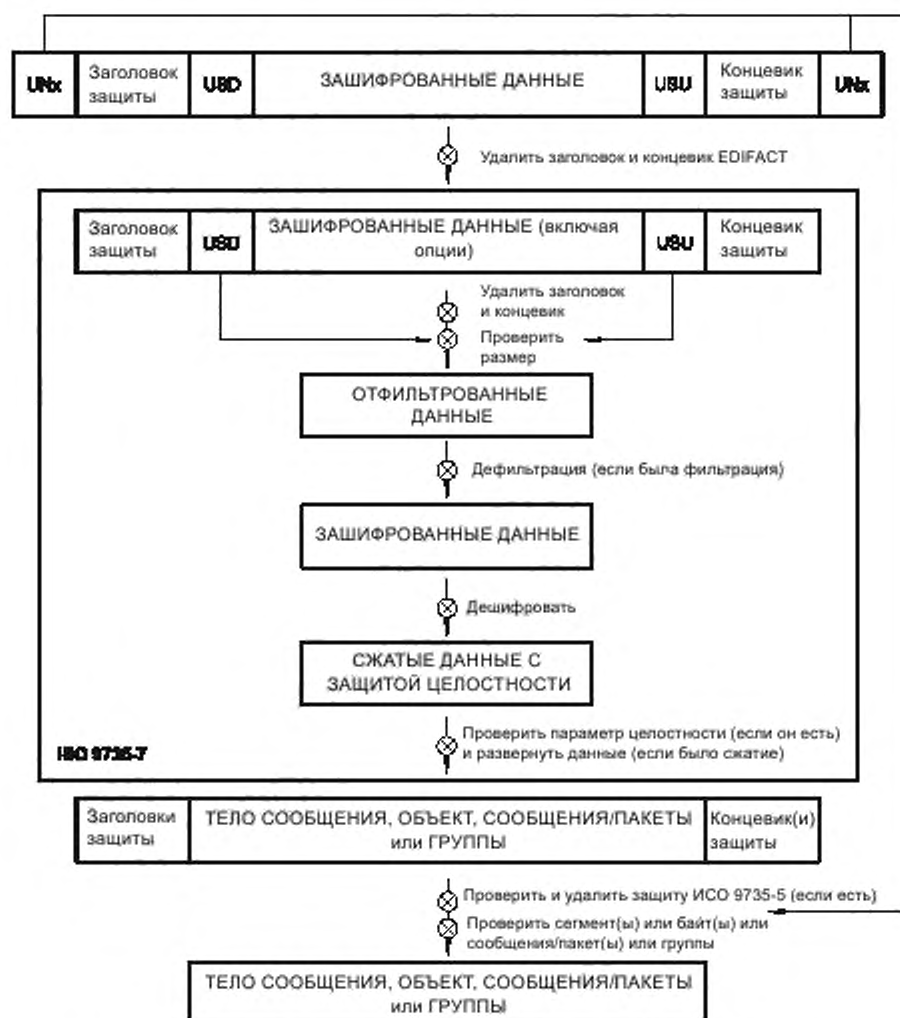 UNx
Заголовок
защиты
USD
ЗАШИФРОВАННЫЕ ДАННЫЕ
USU
Концевик
защиты
UNx
Удалить заголовок и концевик EDIFACT
Заголовок
защиты
USD
ЗАШИФРОВАННЫЕ ДАННЫЕ (включая
опции)
USU
Концевик
защиты
Удалить заголовок
и концевик
Проверить
размер
ОТФИЛЬТРОВАННЫЕ
ДАННЫЕ
Дефильтрация (если была фильтрация)
ЗАШИФРОВАННЫЕ ДАННЫЕ
Дешифровать
СЖАТЫЕ ДАННЫЕ С
ЗАЩИТОЙ ЦЕЛОСТНОСТИ
Проверить параметр целостности (если он есть)
и развернуть данные (если было сжатие)
ИСО 9735-7
Заголовки
защиты
ТЕЛО СООБЩЕНИЯ, ОБЪЕКТ, СООБЩЕНИЯ/ПАКЕТЫ
или ГРУППЫ
Концевик(и)
защиты
Проверить и удалить защиту ИСО 9735-5 (если есть)
Проверить сегмент(ы) или байт(ы) или
сообщения/пакет(ы) или группы
ТЕЛО СООБЩЕНИЯ, ОБЪЕКТ, СООБЩЕНИЯ/ПАКЕТЫ
или ГРУППЫ